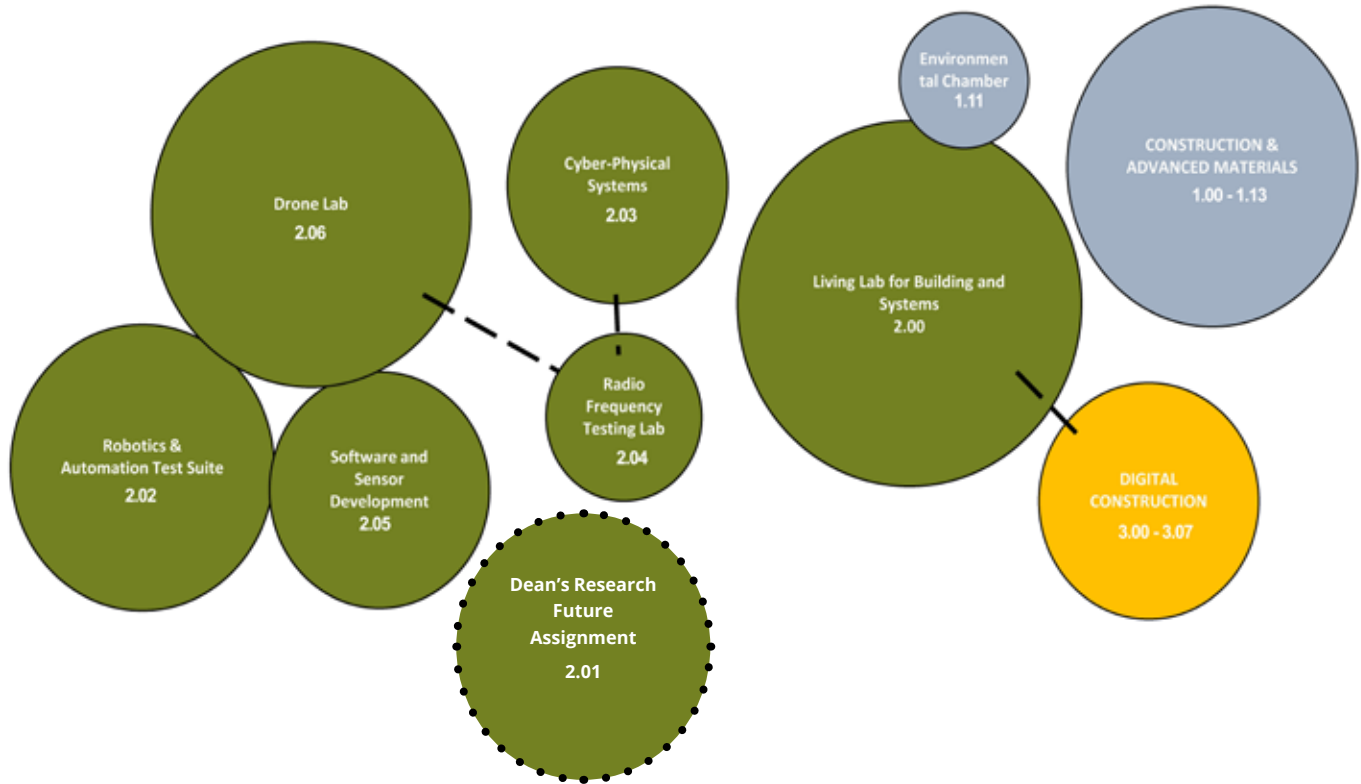 Environmen
tal Chamber
1.11
CONSTRUCTION &
ADVANCED MATERIALS
1.00 - 1.13
Cyber-Physical
Systems
2.03
Drone Lab
2.06
Living Lab for Building and
Systems
2.00
Radio
Frequency
Testing Lab
2.04
Robotics &
Automation Test Suite
2.02
Software and
Sensor
Development
2.05
DIGITAL
CONSTRUCTION
3.00 - 3.07
Dean’s Research
Future
Assignment
2.01